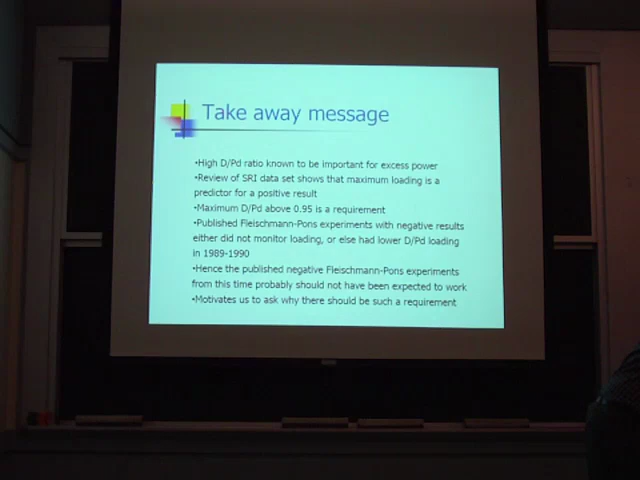 Take away message
•High D/Pd ratio known to be important for excess power
•Review of SRI data set shows that maximum loading is a
predictor for a positive result
•Maximum D/Pd above 0.95 is a requirement
•Published Fleischmann-Pons experiments with negative results
either did not monitor loading, or else had lower D/Pd loading
in 1989-1990
•Hence the published negative Fleischmann-Pons experiments
from this time probably should not have been expected to work
•Motivates us to ask why there should be such a requirement